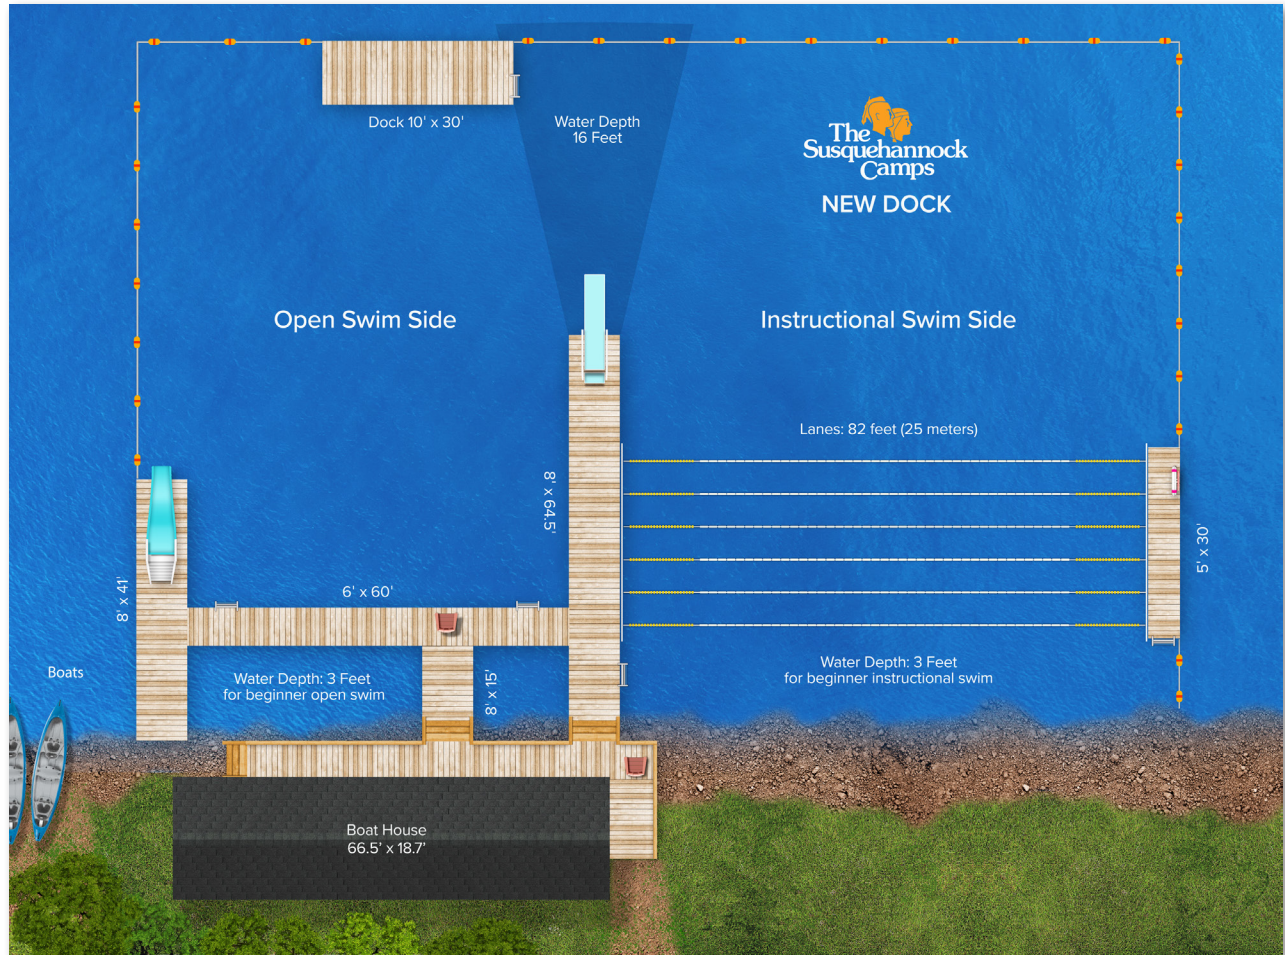 Dock 10' x 30'
Water Depth
16 Feet
The
Susquehannock
Camps
NEW DOCK
Open Swim Side
Instructional Swim Side
Lanes: 82 feet (25 meters)
8' x 64.5'
5' x 30'
8' x 41'
6' x 60'
Boats
Water Depth: 3 Feet
for beginner open swim
8' x 15'
Water Depth: 3 Feet
for beginner instructional swim
Boat House
66.5' x 18.7'